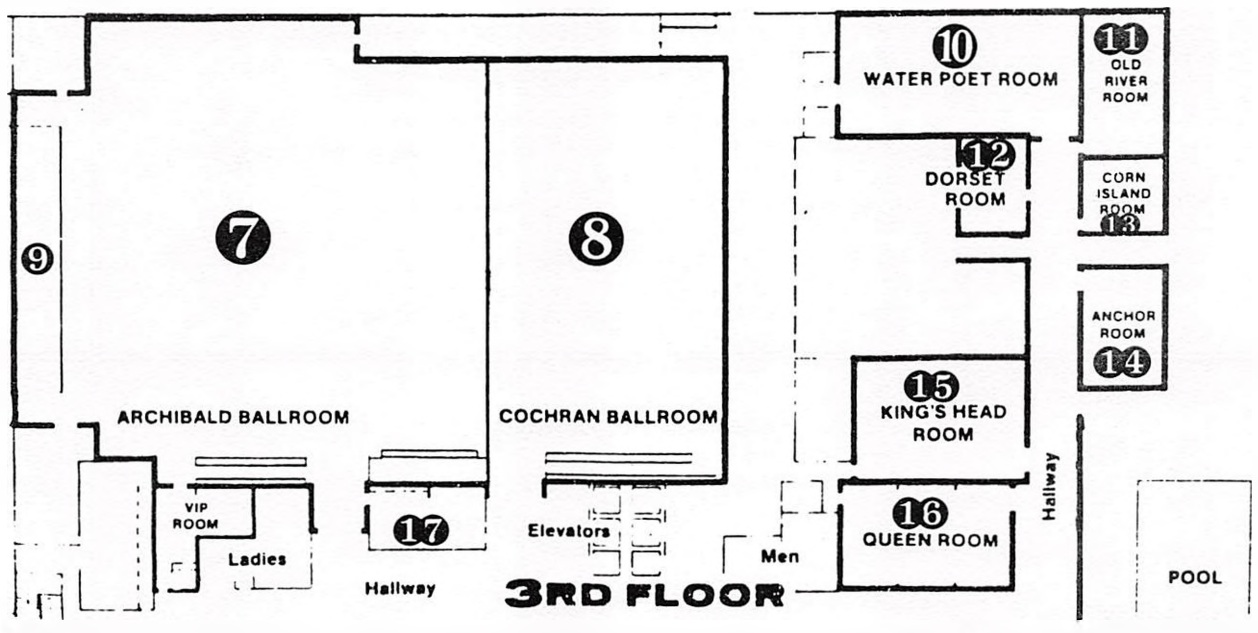 10
WATER POET ROOM
11
OLD
RIVER
ROOM
12
DORSET
ROOM
CORN
ISLAND
ROOM
13
7
8
9
ANCHOR
ROOM
14
15
KING'S HEAD
ROOM
ARCHIBALD BALLROOM
COCHRAN BALLROOM
VIP
ROOM
Ladies
17
Hallway
Elevators
Men
16
QUEEN ROOM
Hallway
POOL
3RD FLOOR